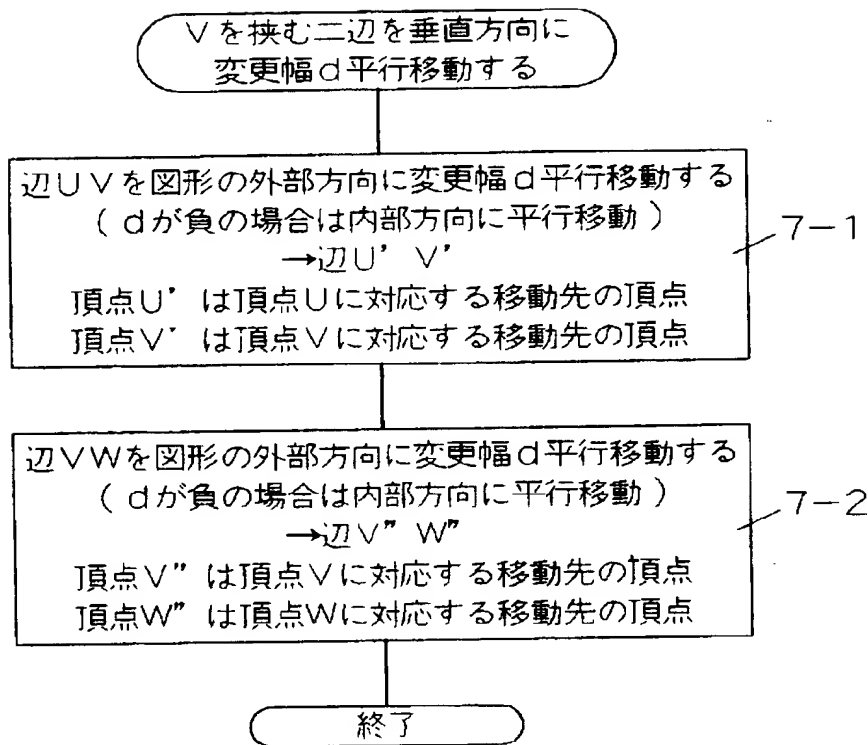 Vを挟む二辺を垂直方向に
変更幅d平行移動する
辺UVを図形の外部方向に変更幅d平行移動する
(dが負の場合は内部方向に平行移動)
→辺U' V'
頂点U'は頂点Uに対応する移動先の頂点
頂点V'は頂点Vに対応する移動先の頂点
7-1
辺VWを図形の外部方向に変更幅d平行移動する
(dが負の場合は内部方向に平行移動)
→辺V" W"
頂点V"は頂点Vに対応する移動先の頂点
頂点W"は頂点Wに対応する移動先の頂点
7-2
終了